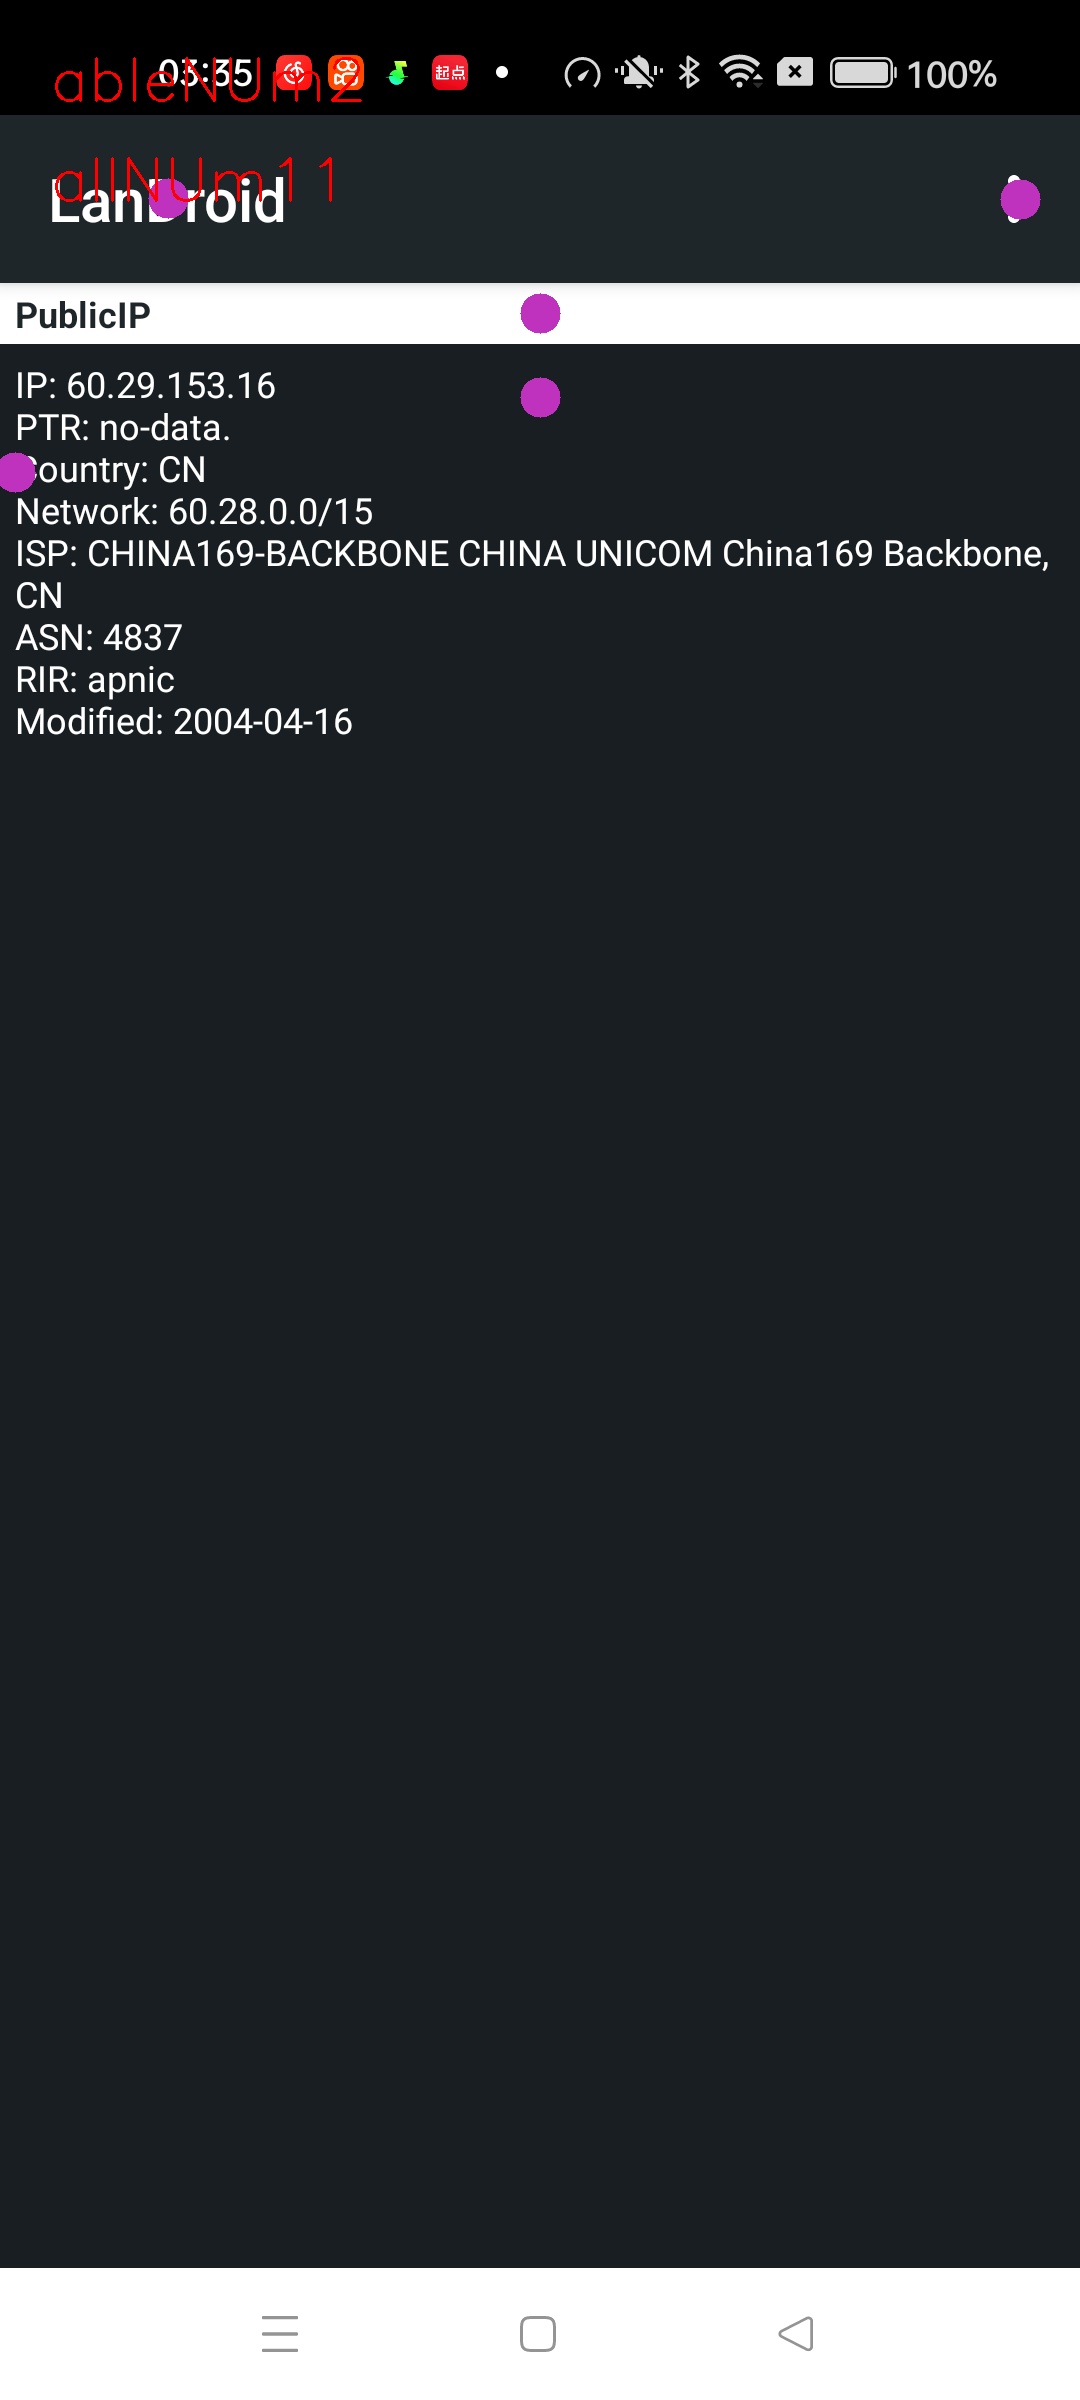 03:35 起点 100%
ableNUm2
allNUm11
LanDroid
PublicIP
IP: 60.29.153.16
PTR: no-data.
Country: CN
Network: 60.28.0.0/15
ISP: CHINA169-BACKBONE CHINA UNICOM China169 Backbone,
CN
ASN: 4837
RIR: apnic
Modified: 2004-04-16